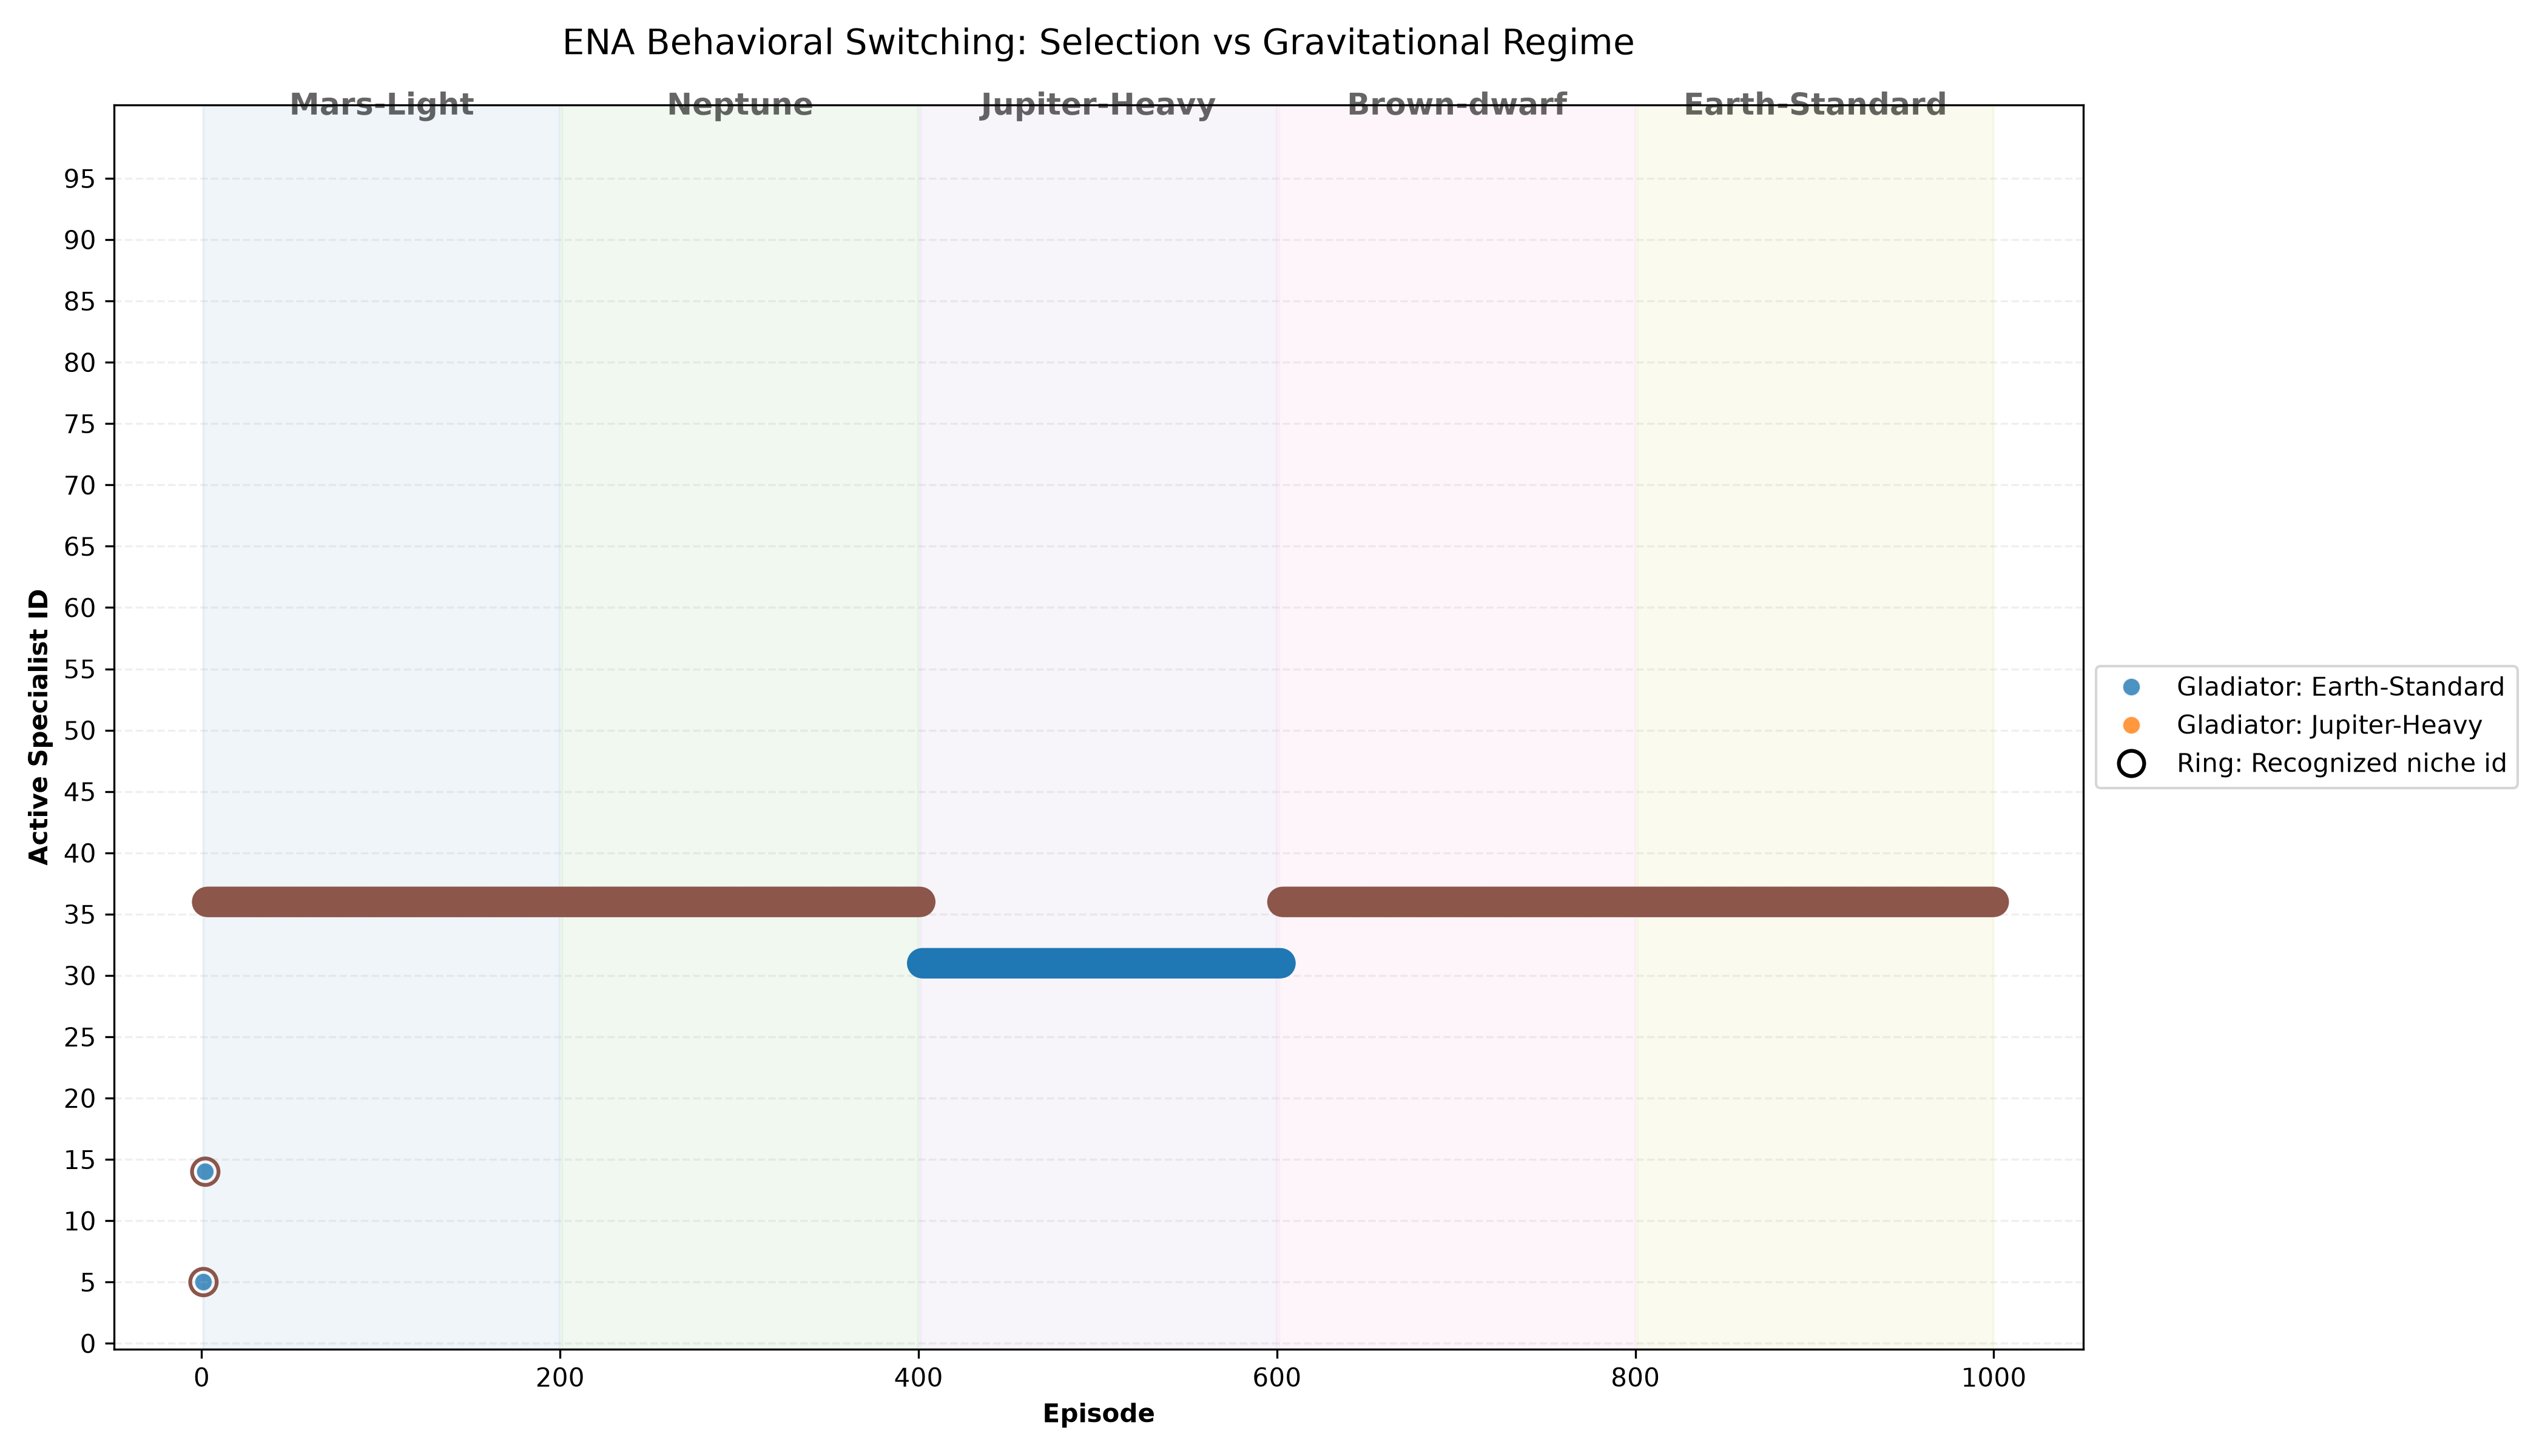 ENA Behavioral Switching: Selection vs Gravitational Regime
Mars-Light Neptune Jupiter-Heavy Brown-dwarf Earth-Standard
95
90
85
80
75
70
65
60
55
50
45
40
35
30
25
20
15
10
5
0
Active Specialist ID
0 200 400 600 800 1000
Episode
Gladiator: Earth-Standard
Gladiator: Jupiter-Heavy
Ring: Recognized niche id